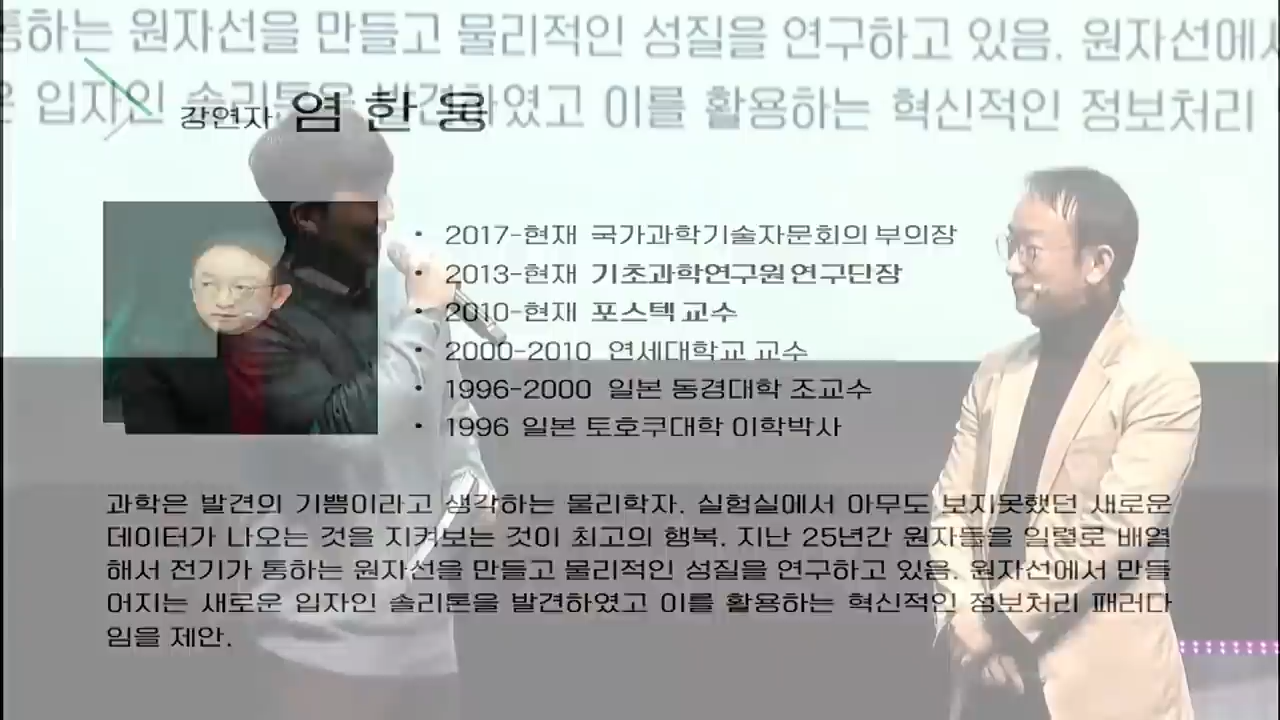 통하는 원자선을 만들고 물리적인 성질을 연구하고 있음. 원자선에서
입자인 솔리톤을 발견하였고 이를 활용하는 혁신적인 정보처리
강연자 염한웅
• 2017-현재 국가과학기술자문회의 부의장
• 2013-현재 기초과학연구원 연구단장
• 2010-현재 포스텍 교수
• 2000-2010 연세대학교 교수
• 1996-2000 일본 동경대학 조교수
• 1996 일본 토호쿠대학 이학박사
과학은 발견의 기쁨이라고 생각하는 물리학자. 실험실에서 아무도 보지못했던 새로운
데이터가 나오는 것을 지켜보는 것이 최고의 행복. 지난 25년간 원자들을 일렬로 배열
해서 전기가 통하는 원자선을 만들고 물리적인 성질을 연구하고 있음. 원자선에서 만들
어지는 새로운 입자인 솔리톤을 발견하였고 이를 활용하는 혁신적인 정보처리 패러다
임을 제안.